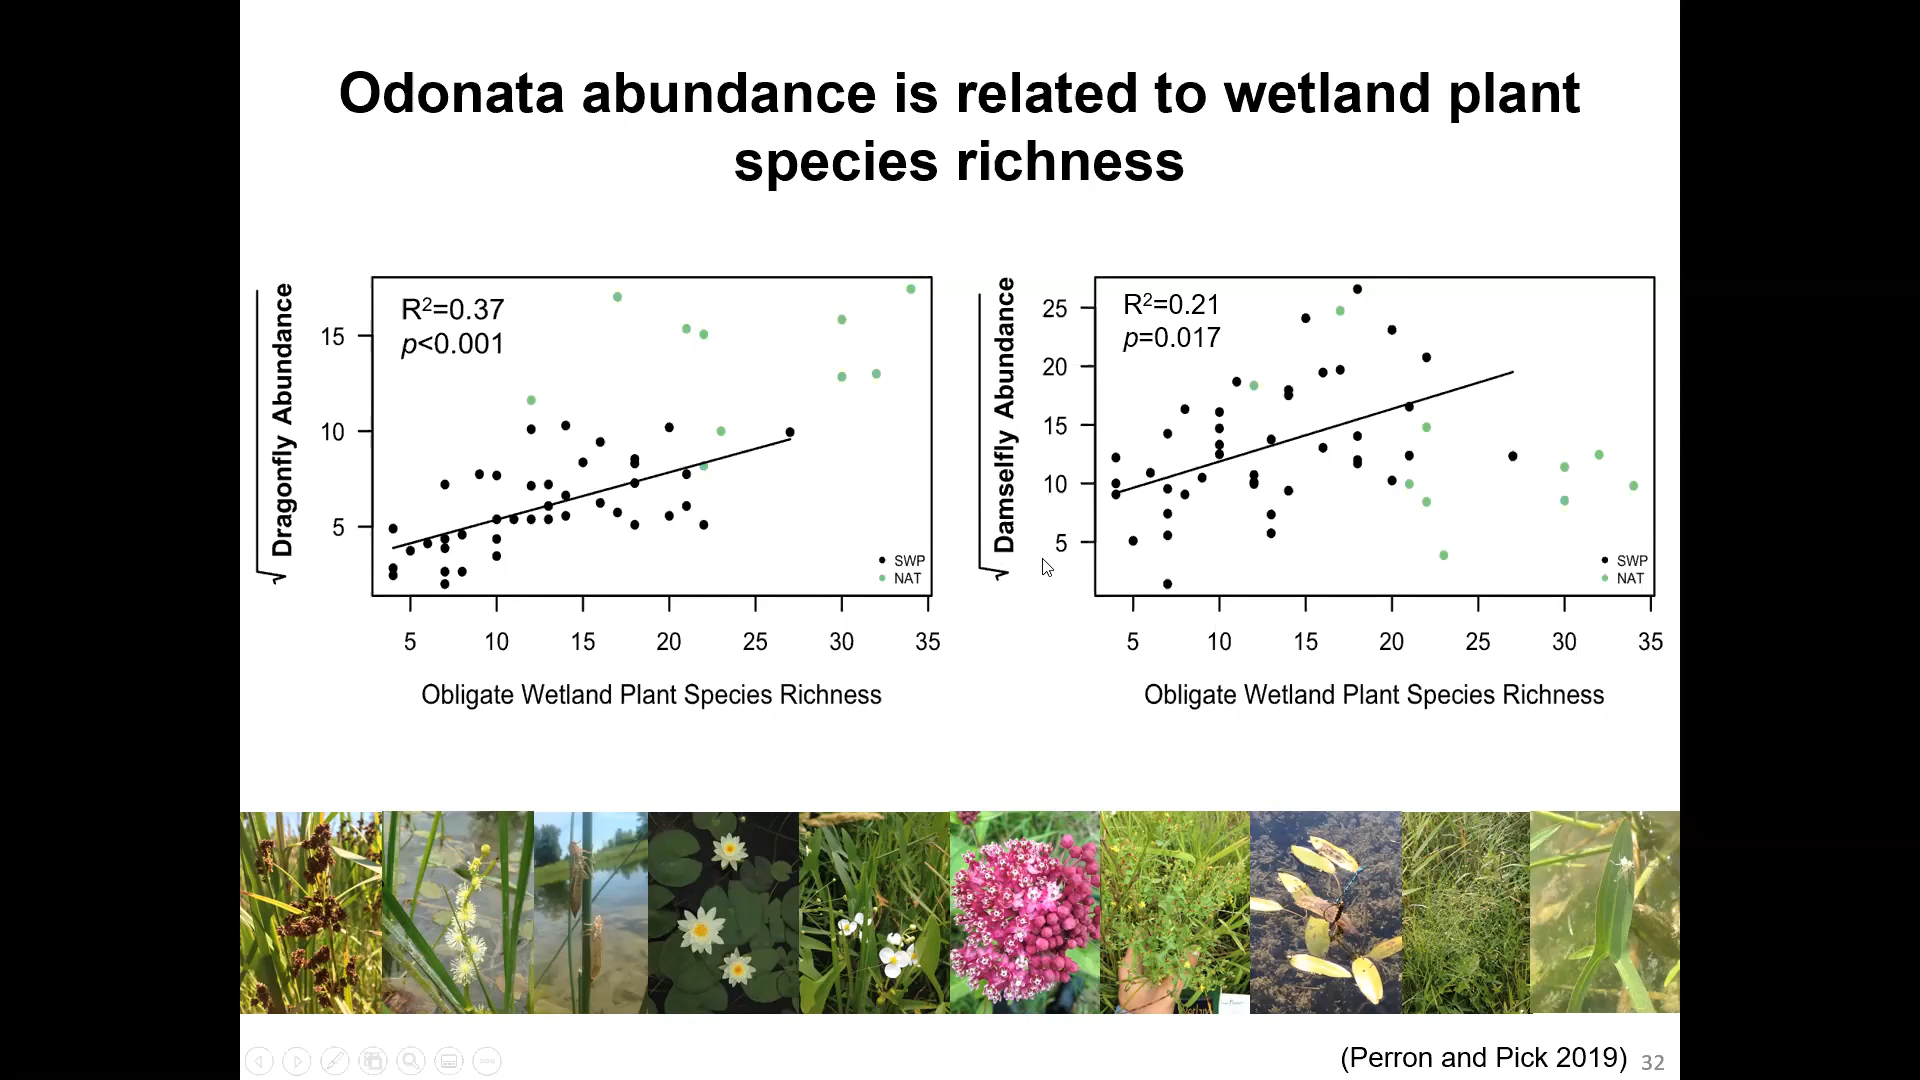 Odonata abundance is related to wetland plant
species richness
√Dragonfly Abundance
R²=0.37
p<0.001
15
10
5
SWP
NAT
5 10 15 20 25 30 35
Obligate Wetland Plant Species Richness
√Damselfly Abundance
R²=0.21
p=0.017
25
20
15
10
5
SWP
NAT
5 10 15 20 25 30 35
Obligate Wetland Plant Species Richness
(Perron and Pick 2019) 32